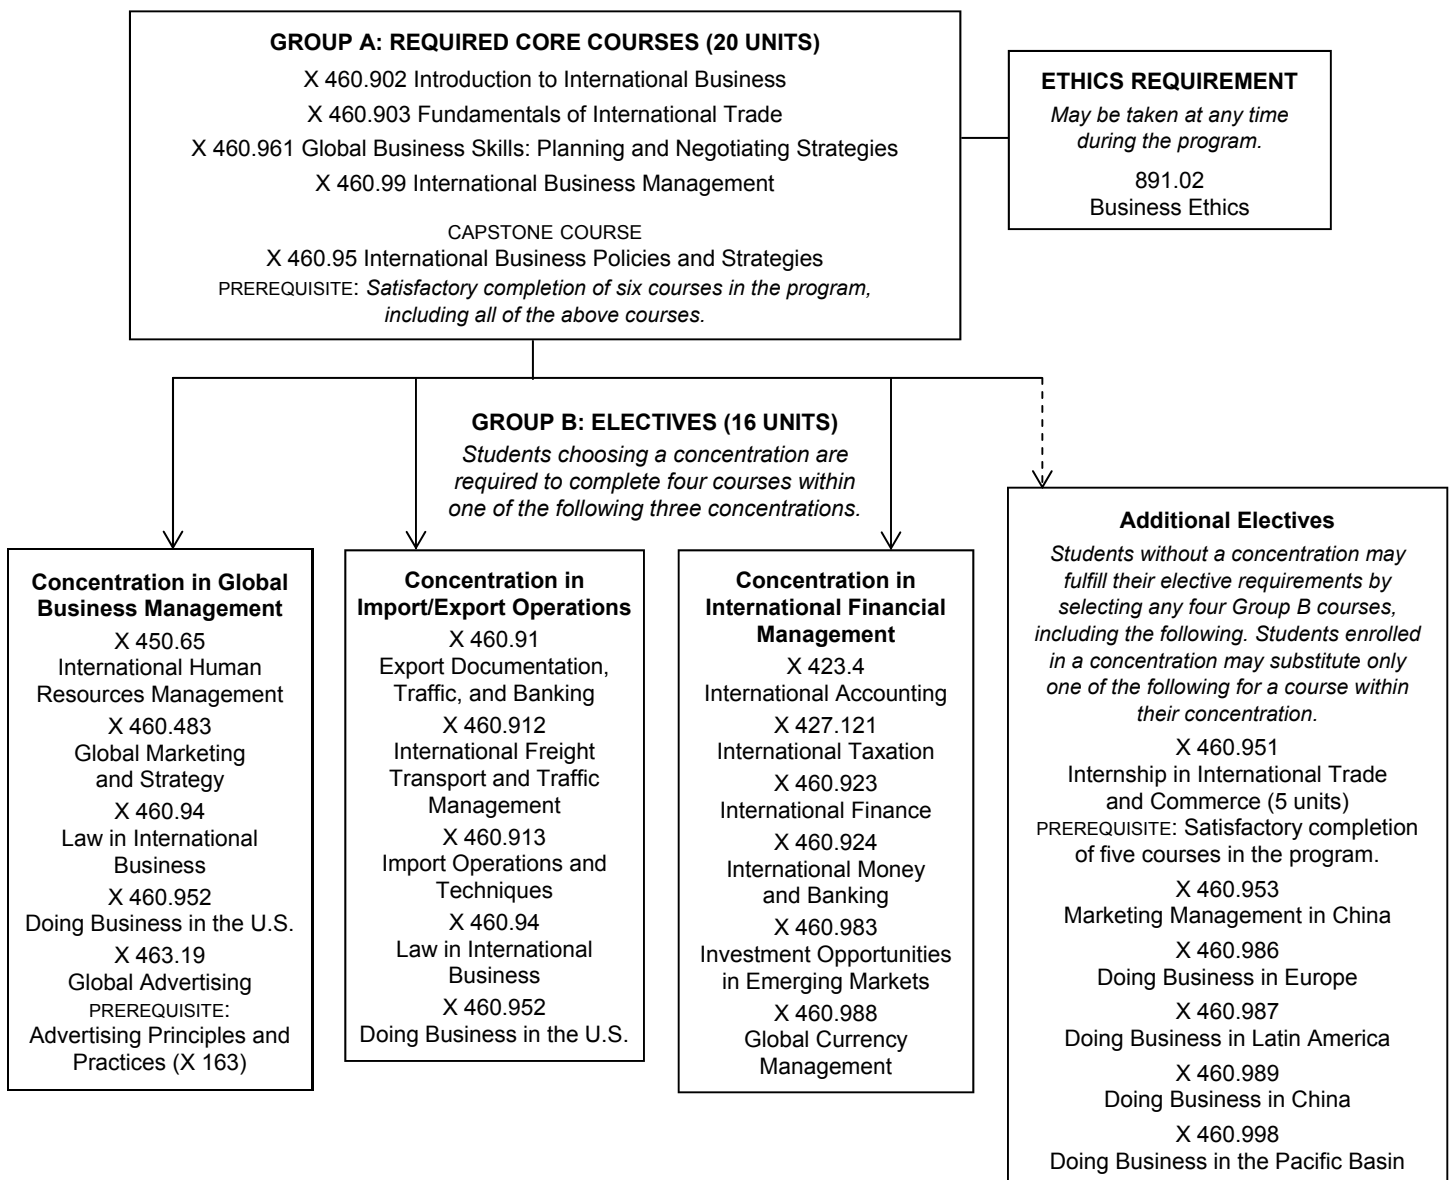 GROUP A: REQUIRED CORE COURSES (20 UNITS)
X 460.902 Introduction to International Business
X 460.903 Fundamentals of International Trade
X 460.961 Global Business Skills: Planning and Negotiating Strategies
X 460.99 International Business Management
CAPSTONE COURSE
X 460.95 International Business Policies and Strategies
PREREQUISITE: Satisfactory completion of six courses in the program,
including all of the above courses.
ETHICS REQUIREMENT
May be taken at any time
during the program.
891.02
Business Ethics
GROUP B: ELECTIVES (16 UNITS)
Students choosing a concentration are
required to complete four courses within
one of the following three concentrations.
Concentration in Global
Business Management
X 450.65
International Human
Resources Management
X 460.483
Global Marketing
and Strategy
X 460.94
Law in International
Business
X 460.952
Doing Business in the U.S.
X 463.19
Global Advertising
PREREQUISITE:
Advertising Principles and
Practices (X 163)
Concentration in
Import/Export Operations
X 460.91
Export Documentation,
Traffic, and Banking
X 460.912
International Freight
Transport and Traffic
Management
X 460.913
Import Operations and
Techniques
X 460.94
Law in International
Business
X 460.952
Doing Business in the U.S.
Concentration in
International Financial
Management
X 423.4
International Accounting
X 427.121
International Taxation
X 460.923
International Finance
X 460.924
International Money
and Banking
X 460.983
Investment Opportunities
in Emerging Markets
X 460.988
Global Currency
Management
Additional Electives
Students without a concentration may
fulfill their elective requirements by
selecting any four Group B courses,
including the following. Students enrolled
in a concentration may substitute only
one of the following for a course within
their concentration.
X 460.951
Internship in International Trade
and Commerce (5 units)
PREREQUISITE: Satisfactory completion
of five courses in the program.
X 460.953
Marketing Management in China
X 460.986
Doing Business in Europe
X 460.987
Doing Business in Latin America
X 460.989
Doing Business in China
X 460.998
Doing Business in the Pacific Basin